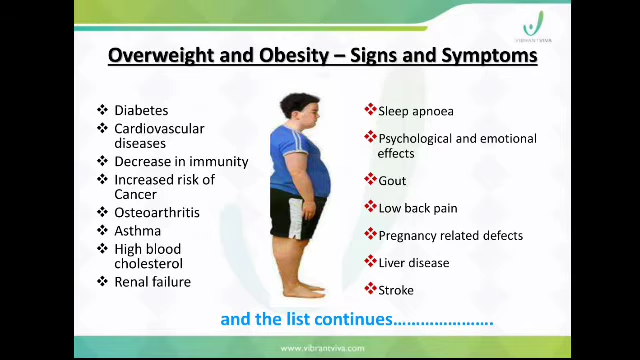 VIBRANTVIVA
Overweight and Obesity – Signs and Symptoms
Diabetes
Cardiovascular
diseases
Decrease in immunity
Increased risk of
Cancer
Osteoarthritis
Asthma
High blood
cholesterol
Renal failure
Sleep apnoea
Psychological and emotional
effects
Gout
Low back pain
Pregnancy related defects
Liver disease
Stroke
and the list continues………………….
www.vibrantviva.com